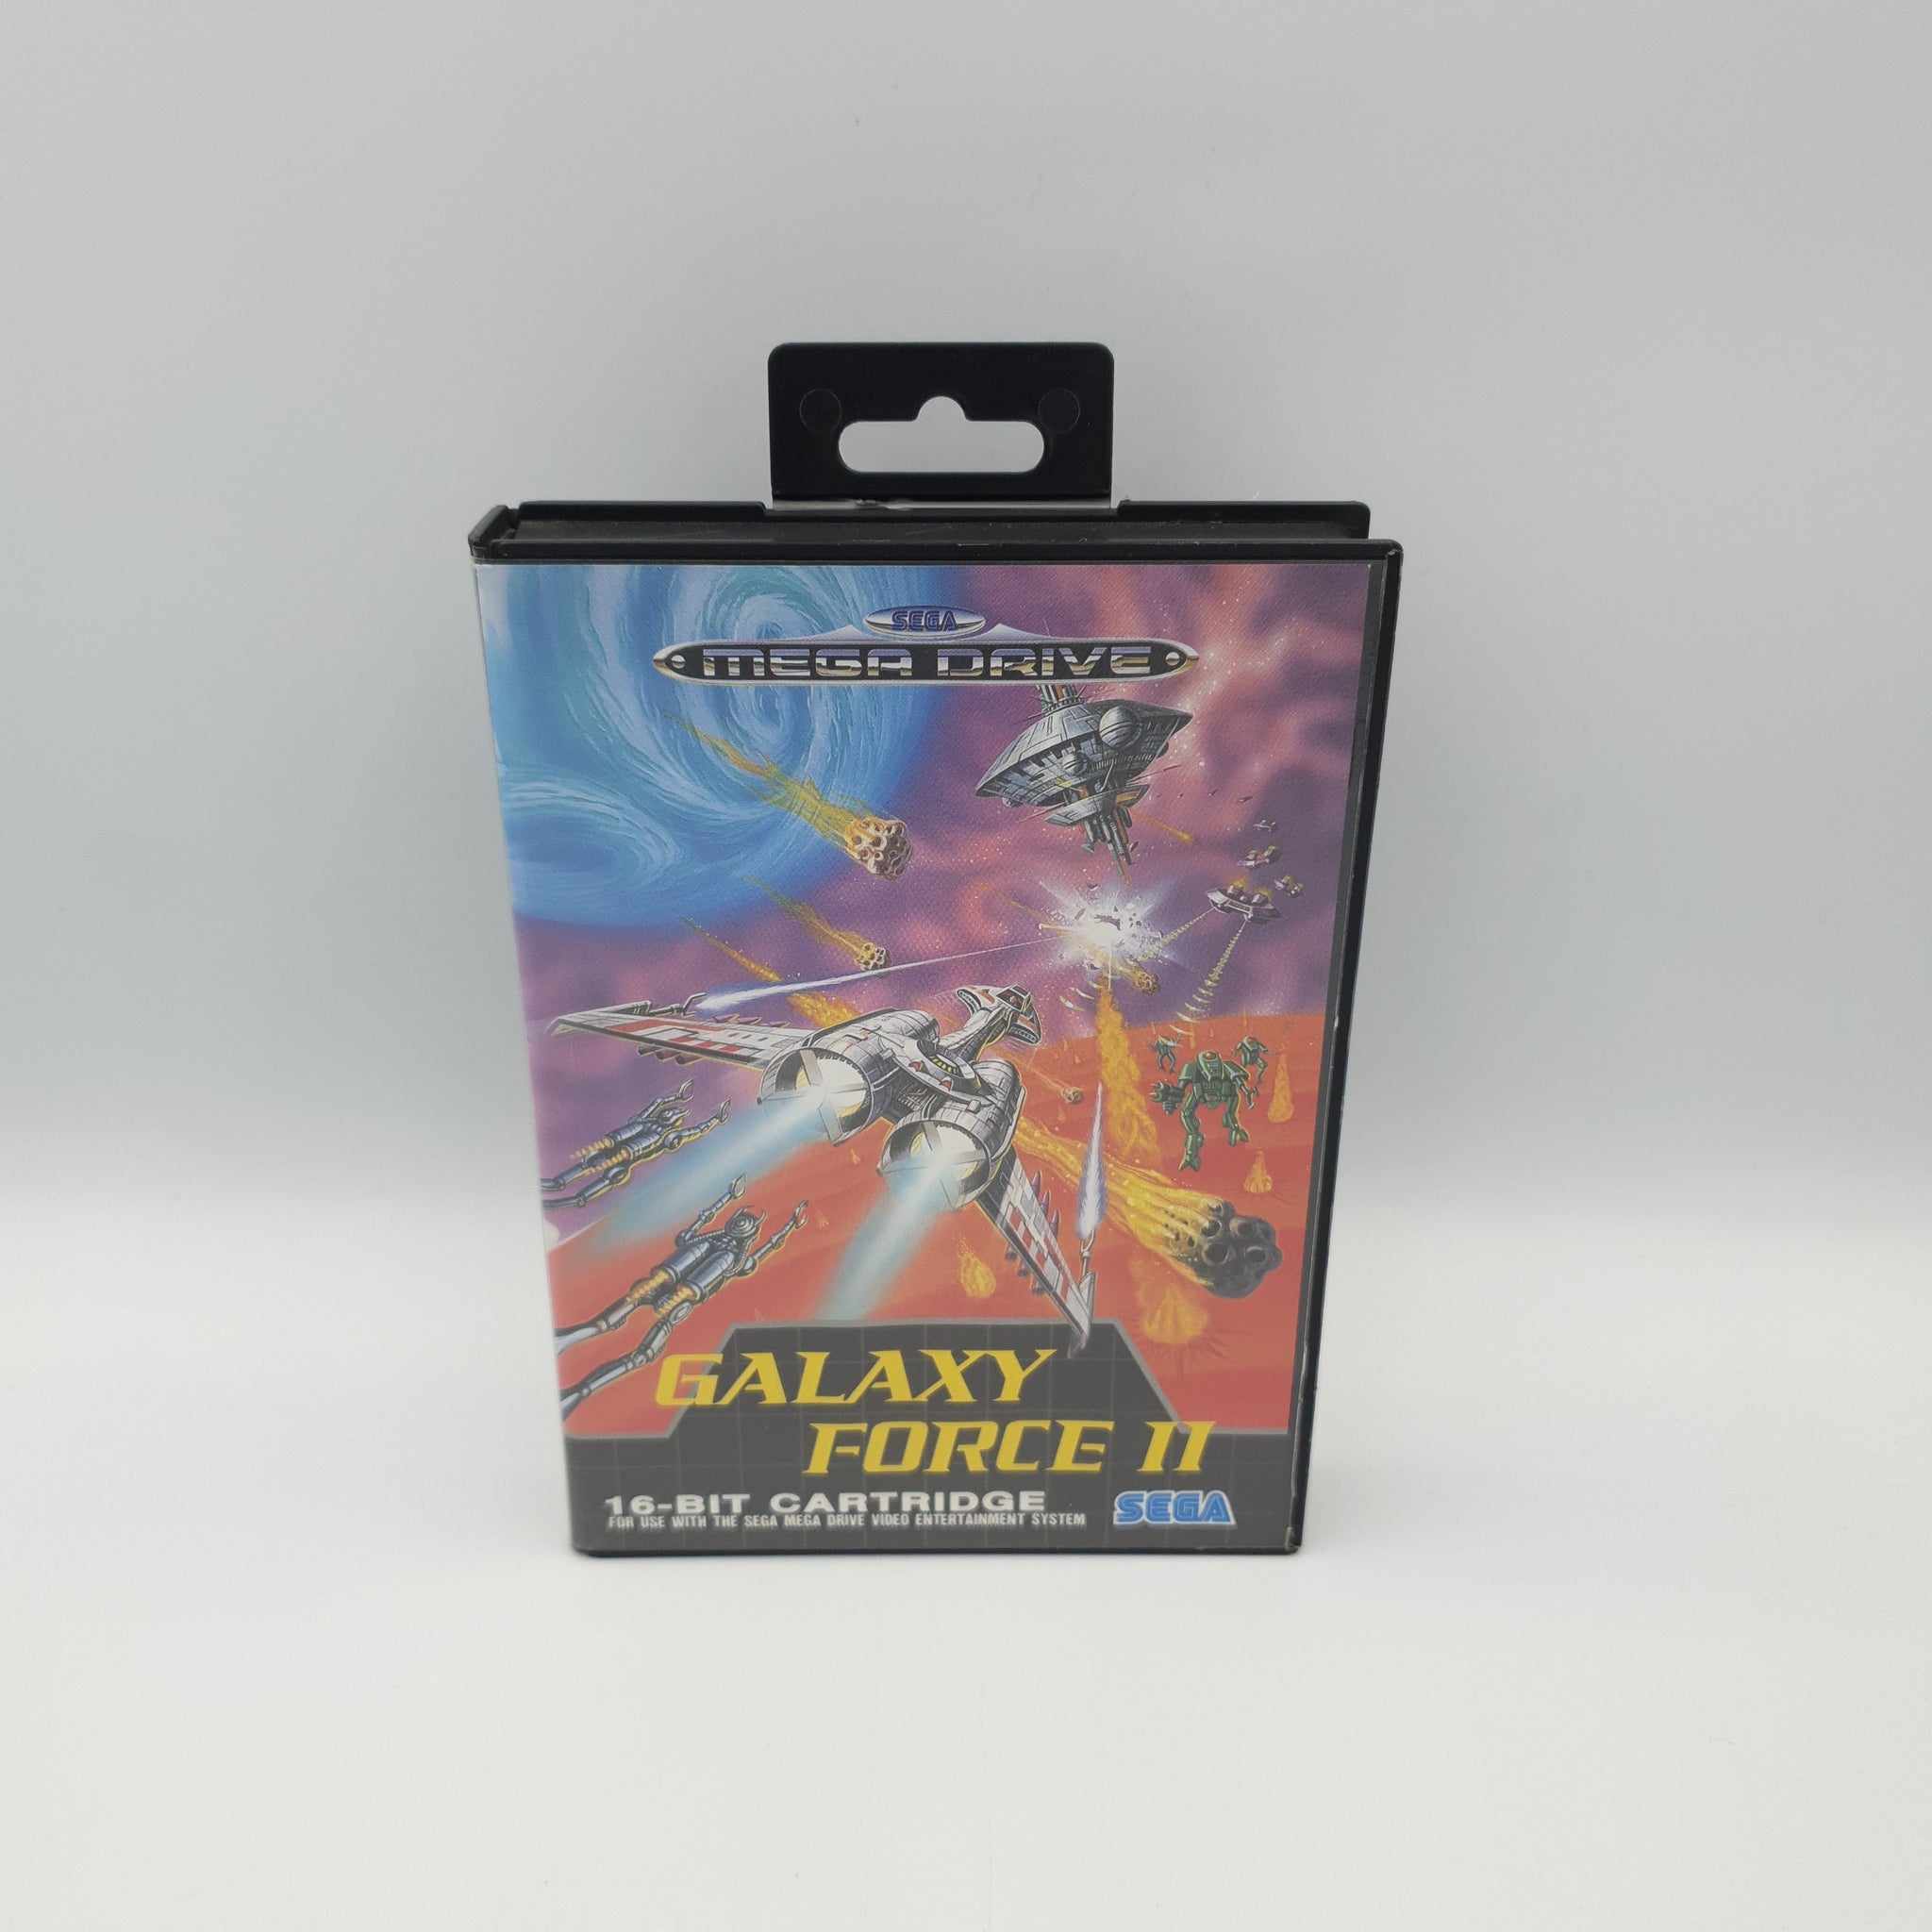 SEGA
MEGA DRIVE
GALAXY
FORCE II
16-BIT CARTRIDGE
FOR USE WITH THE SEGA MEGA DRIVE VIDEO ENTERTAINMENT SYSTEM
SEGA